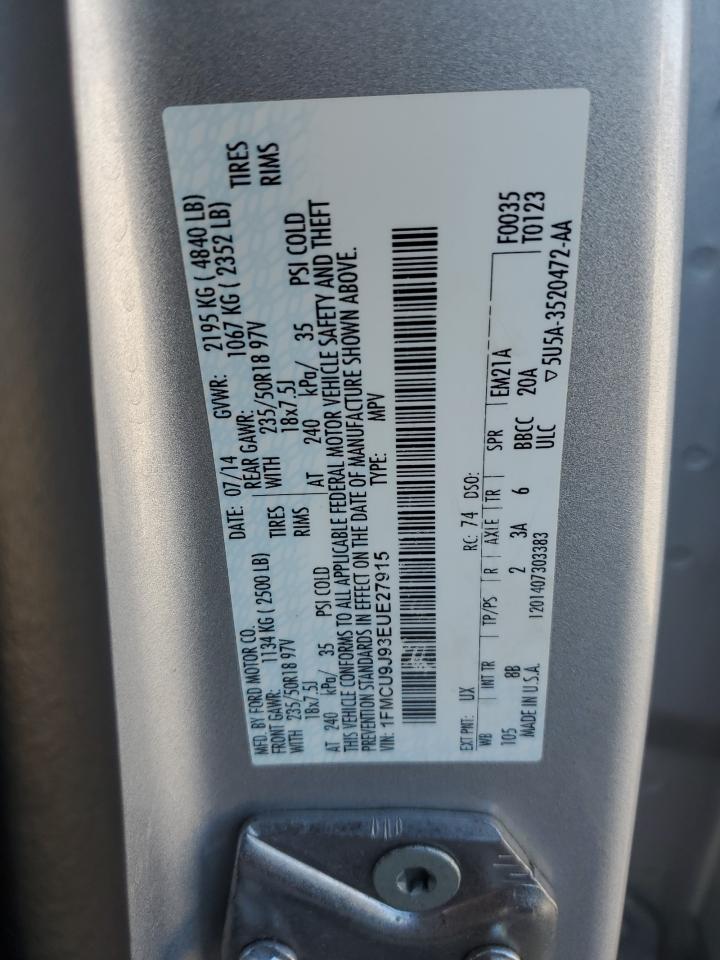 MFD. BY FORD MOTOR CO. DATE: 07/14 GVWR: 2195 KG ( 4840 LB)
FRONT GAWR: 1134 KG ( 2500 LB) REAR GAWR: 1067 KG ( 2352 LB)
WITH 235/50R18 97V TIRES WITH 235/50R18 97V TIRES
18x7.5J RIMS 18x7.5J RIMS
AT 240 kPa/ 35 PSI COLD AT 240 kPa/ 35 PSI COLD
THIS VEHICLE CONFORMS TO ALL APPLICABLE FEDERAL MOTOR VEHICLE SAFETY AND THEFT
PREVENTION STANDARDS IN EFFECT ON THE DATE OF MANUFACTURE SHOWN ABOVE.
VIN: 1FMCU9J93EUE27915 TYPE: MPV
EXT PNT: UX RC: 74 DSO: F0035
WB INT TR TP/PS R AXLE TR SPR EM21A T0123
105 8B 2 3A 6 BBCC 20A
MADE IN U.S.A. 1201407303383 ULC ▽5U5A-3520472-AA